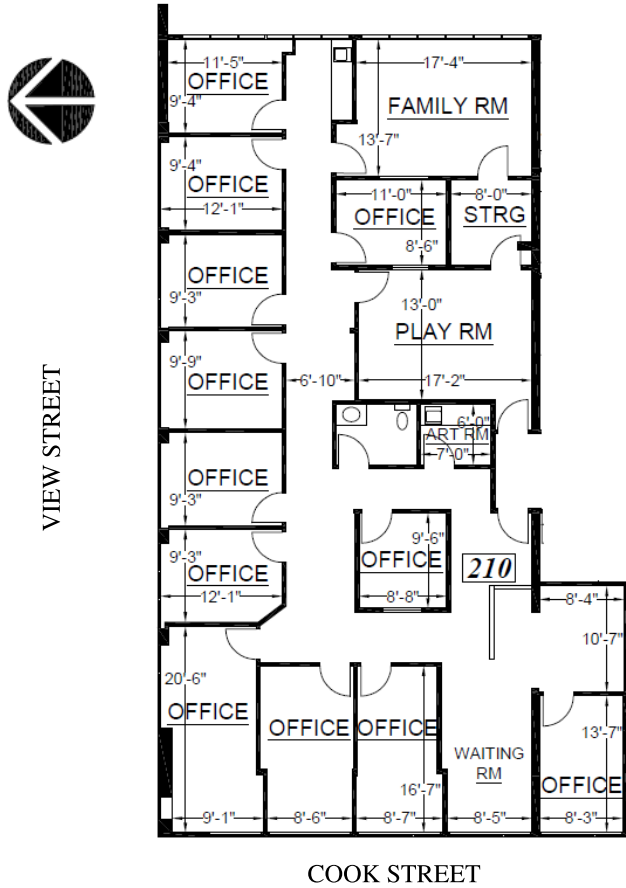 11'-5"
OFFICE
9'-4"
17'-4"
FAMILY RM
13'-7"
9'-4"
OFFICE
12'-1"
11'-0"
OFFICE
8'-6"
8'-0"
STRG
OFFICE
9'-3"
13'-0"
PLAY RM
17'-2"
9'-9"
OFFICE
6'-10"
VIEW STREET
6'-0"
ART RM
7'-0"
OFFICE
9'-3"
9'-3"
OFFICE
12'-1"
9'-6"
OFFICE
8'-8"
210
8'-4"
10'-7"
20'-6"
OFFICE
9'-1"
OFFICE
8'-6"
OFFICE
16'-7"
8'-7"
WAITING
RM
8'-5"
13'-7"
OFFICE
8'-3"
COOK STREET